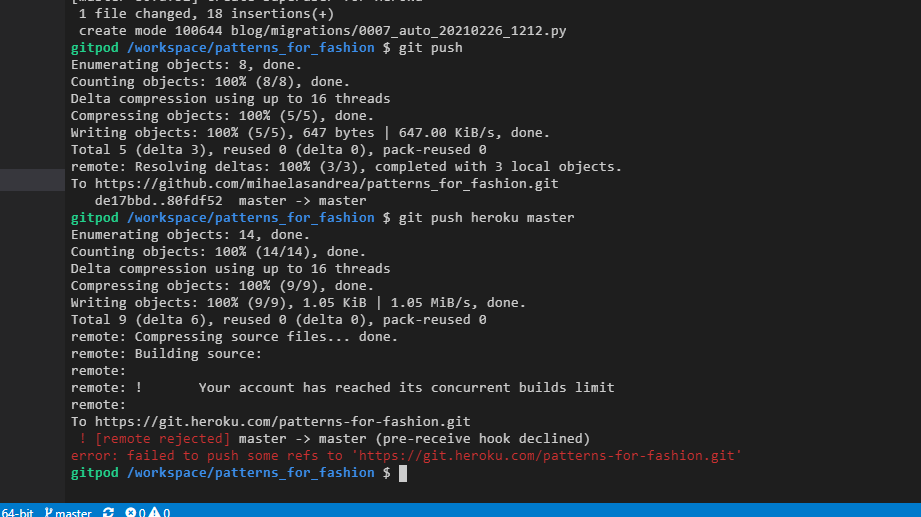 1 file changed, 18 insertions(+)
create mode 100644 blog/migrations/0007_auto_20210226_1212.py
gitpod /workspace/patterns_for_fashion $ git push
Enumerating objects: 8, done.
Counting objects: 100% (8/8), done.
Delta compression using up to 16 threads
Compressing objects: 100% (5/5), done.
Writing objects: 100% (5/5), 647 bytes | 647.00 KiB/s, done.
Total 5 (delta 3), reused 0 (delta 0), pack-reused 0
remote: Resolving deltas: 100% (3/3), completed with 3 local objects.
To https://github.com/mihaelasandrea/patterns_for_fashion.git
de17bbd..80fdf52  master -> master
gitpod /workspace/patterns_for_fashion $ git push heroku master
Enumerating objects: 14, done.
Counting objects: 100% (14/14), done.
Delta compression using up to 16 threads
Compressing objects: 100% (9/9), done.
Writing objects: 100% (9/9), 1.05 KiB | 1.05 MiB/s, done.
Total 9 (delta 6), reused 0 (delta 0), pack-reused 0
remote: Compressing source files... done.
remote: Building source:
remote:
remote: !       Your account has reached its concurrent builds limit
remote:
To https://git.heroku.com/patterns-for-fashion.git
! [remote rejected] master -> master (pre-receive hook declined)
error: failed to push some refs to 'https://git.heroku.com/patterns-for-fashion.git'
gitpod /workspace/patterns_for_fashion $
64-bit master 0 0